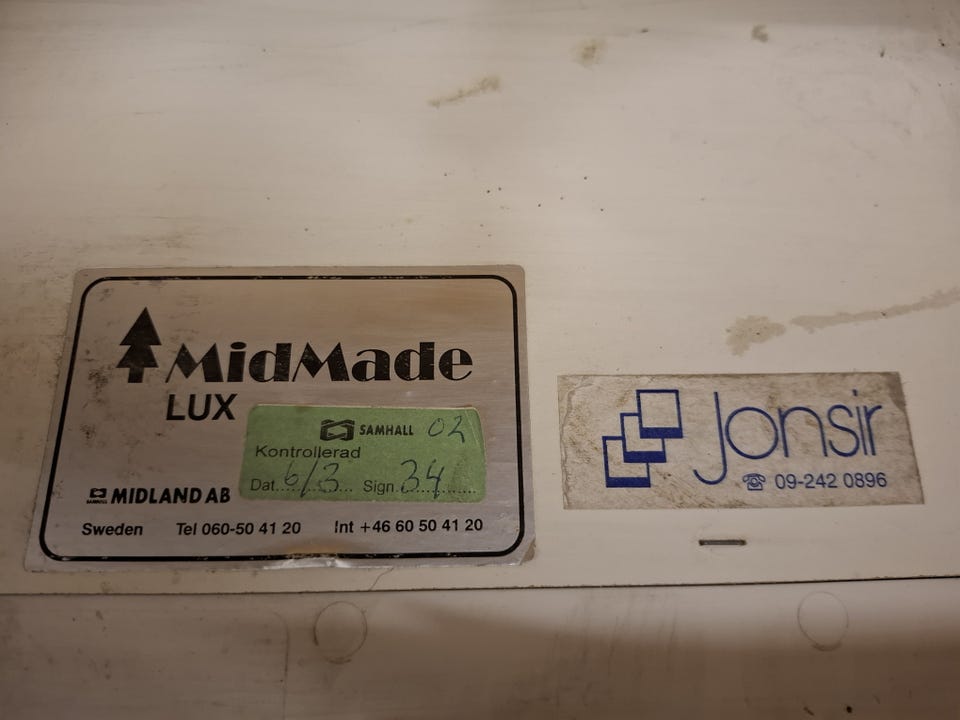 MidMade
LUX
SAMHALL 02
Kontrollerad
Dat......6/3...... Sign.34............
SAMHALL MIDLAND AB
Sweden Tel 060-50 41 20 Int +46 60 50 41 20
Jonsir
☎ 09-242 0896